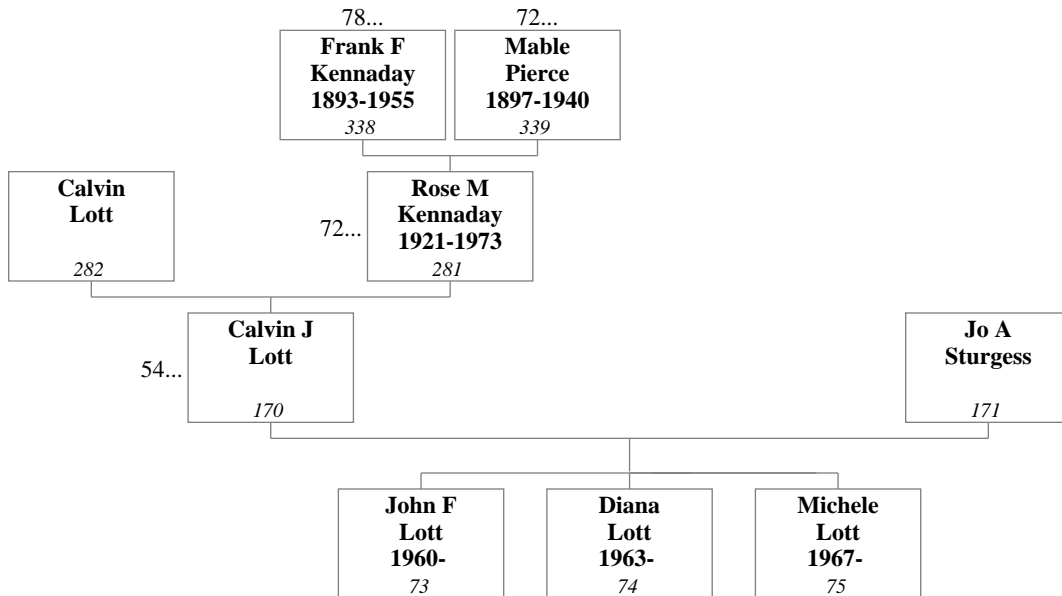 78...
Frank F
Kennaday
1893-1955
338
72...
Mable
Pierce
1897-1940
339
Calvin
Lott
282
72...
Rose M
Kennaday
1921-1973
281
54...
Calvin J
Lott
170
Jo A
Sturgess
171
John F
Lott
1960-
73
Diana
Lott
1963-
74
Michele
Lott
1967-
75